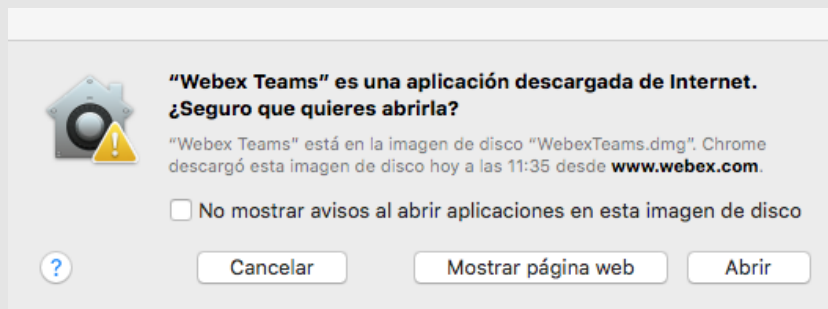 “Webex Teams” es una aplicación descargada de Internet.
¿Seguro que quieres abrirla?
“Webex Teams” está en la imagen de disco “WebexTeams.dmg”. Chrome
descargó esta imagen de disco hoy a las 11:35 desde www.webex.com.
No mostrar avisos al abrir aplicaciones en esta imagen de disco
?
Cancelar
Mostrar página web
Abrir